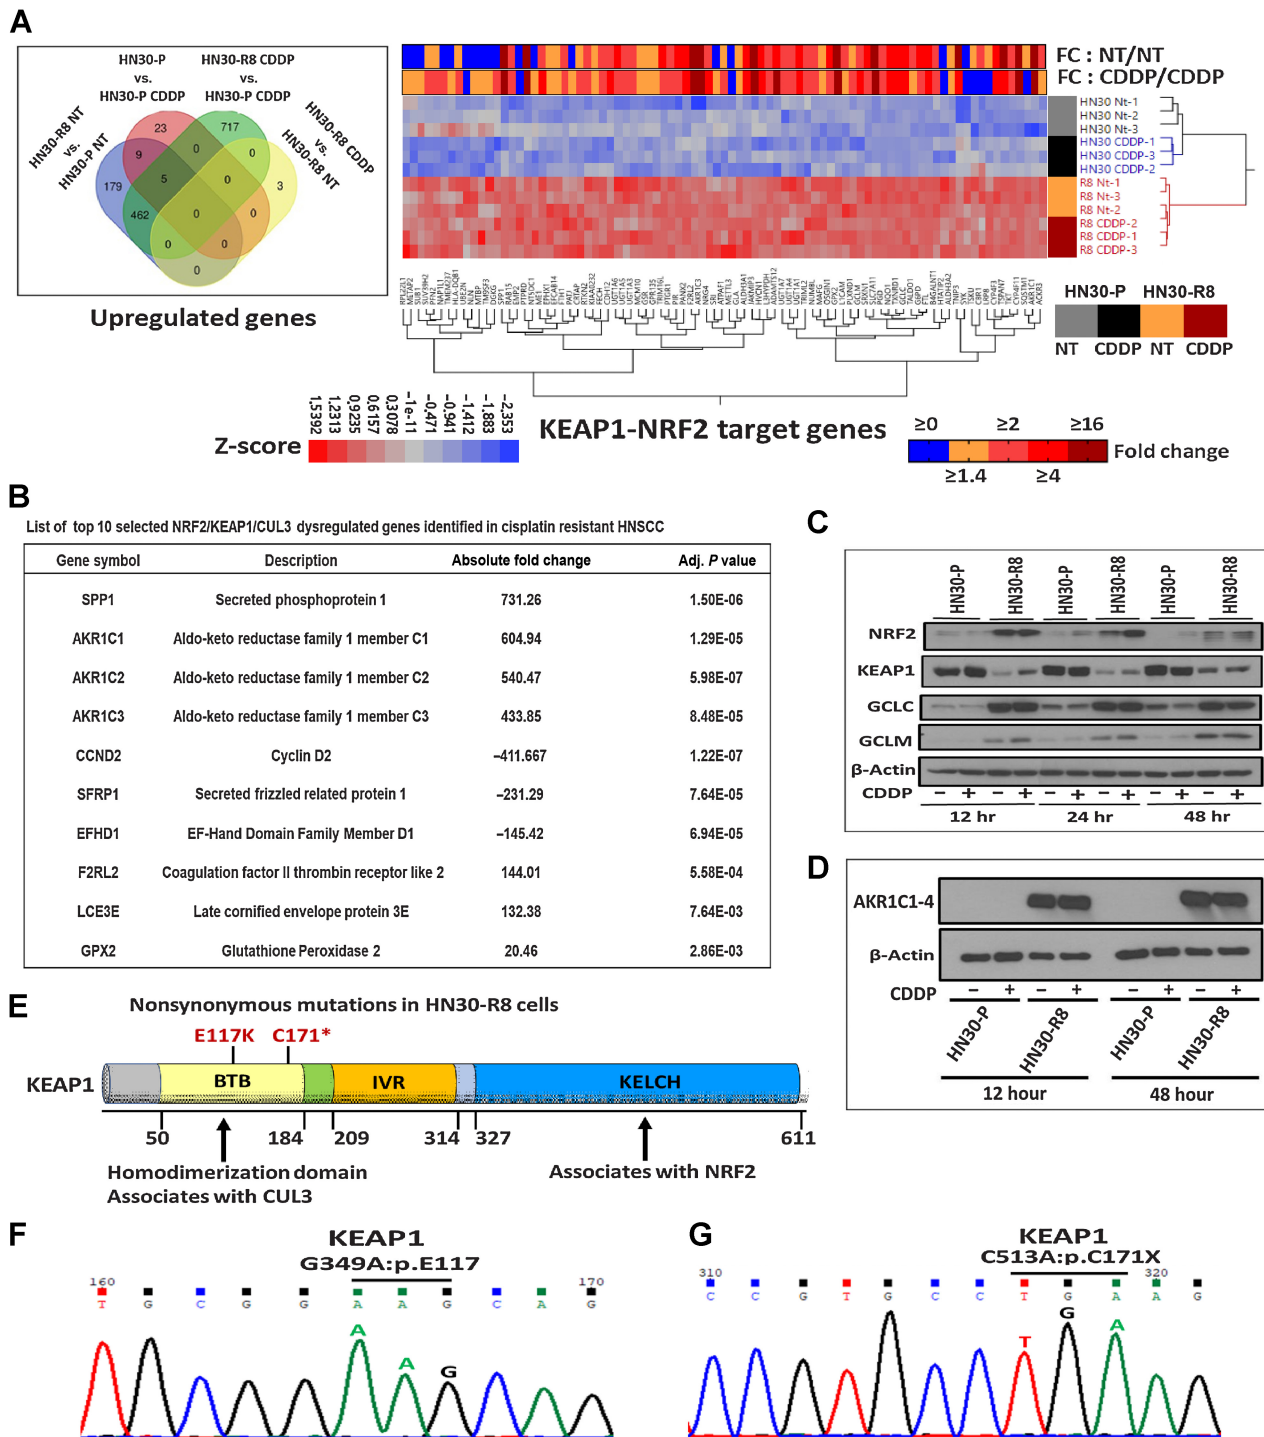 A
HN30-R8 NT
vs.
HN30-P NT
HN30-P
vs.
HN30-P CDDP
HN30-R8 CDDP
vs.
HN30-P CDDP
HN30-R8 CDDP
vs.
HN30-R8 NT
23
717
9
0
0
179
5
0
3
462
0
0
0
0
0
Upregulated genes
FC : NT/NT
FC : CDDP/CDDP
HN30 Nt-1
HN30 Nt-2
HN30 Nt-3
HN30 CDDP-1
HN30 CDDP-3
HN30 CDDP-2
R8 Nt-1
R8 Nt-3
R8 Nt-2
R8 CDDP-2
R8 CDDP-1
R8 CDDP-3
HN30-P HN30-R8
NT CDDP NT CDDP
Z-score
1.5392
1.2313
0.9235
0.6157
0.3078
−1e-11
−0.471
−0.941
−1.412
−1.883
−2.353
KEAP1-NRF2 target genes
≥0 ≥2 ≥16
Fold change
≥1.4 ≥4
B
List of top 10 selected NRF2/KEAP1/CUL3 dysregulated genes identified in cisplatin resistant HNSCC
Gene symbol Description Absolute fold change Adj. P value
SPP1 Secreted phosphoprotein 1 731.26 1.50E-06
AKR1C1 Aldo-keto reductase family 1 member C1 604.94 1.29E-05
AKR1C2 Aldo-keto reductase family 1 member C2 540.47 5.98E-07
AKR1C3 Aldo-keto reductase family 1 member C3 433.85 8.48E-05
CCND2 Cyclin D2 −411.667 1.22E-07
SFRP1 Secreted frizzled related protein 1 −231.29 7.64E-05
EFHD1 EF-Hand Domain Family Member D1 −145.42 6.94E-05
F2RL2 Coagulation factor II thrombin receptor like 2 144.01 5.58E-04
LCE3E Late cornified envelope protein 3E 132.38 7.64E-03
GPX2 Glutathione Peroxidase 2 20.46 2.86E-03
C
HN30-P HN30-R8 HN30-P HN30-R8 HN30-P HN30-R8
NRF2
KEAP1
GCLC
GCLM
β-Actin
CDDP − + − + − + − + − + − +
12 hr 24 hr 48 hr
D
AKR1C1-4
β-Actin
CDDP − + − + − + − +
HN30-P HN30-R8 HN30-P HN30-R8
12 hour 48 hour
E
Nonsynonymous mutations in HN30-R8 cells
E117K C171*
KEAP1 BTB IVR KELCH
50 184 209 314 327 611
Homodimerization domain
Associates with CUL3
Associates with NRF2
F
KEAP1
G349A:p.E117
160 170
T G C G G A A G C A G
A A G
G
KEAP1
C513A:p.C171X
310 320
C C G T G C C T G A A G
T G A